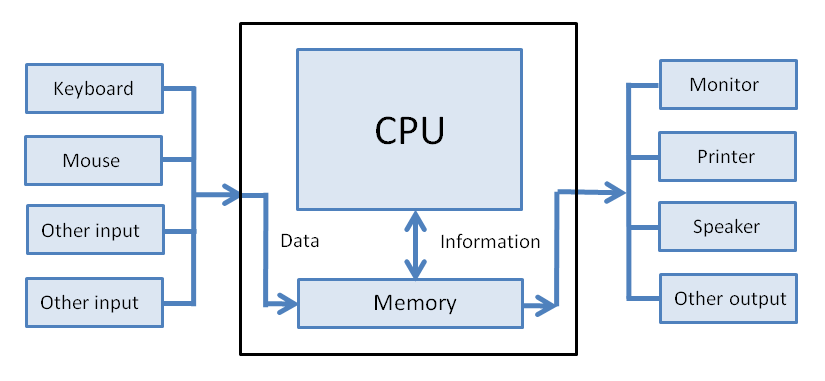 Keyboard
Mouse
Other input
Other input
CPU
Data
Information
Memory
Monitor
Printer
Speaker
Other output